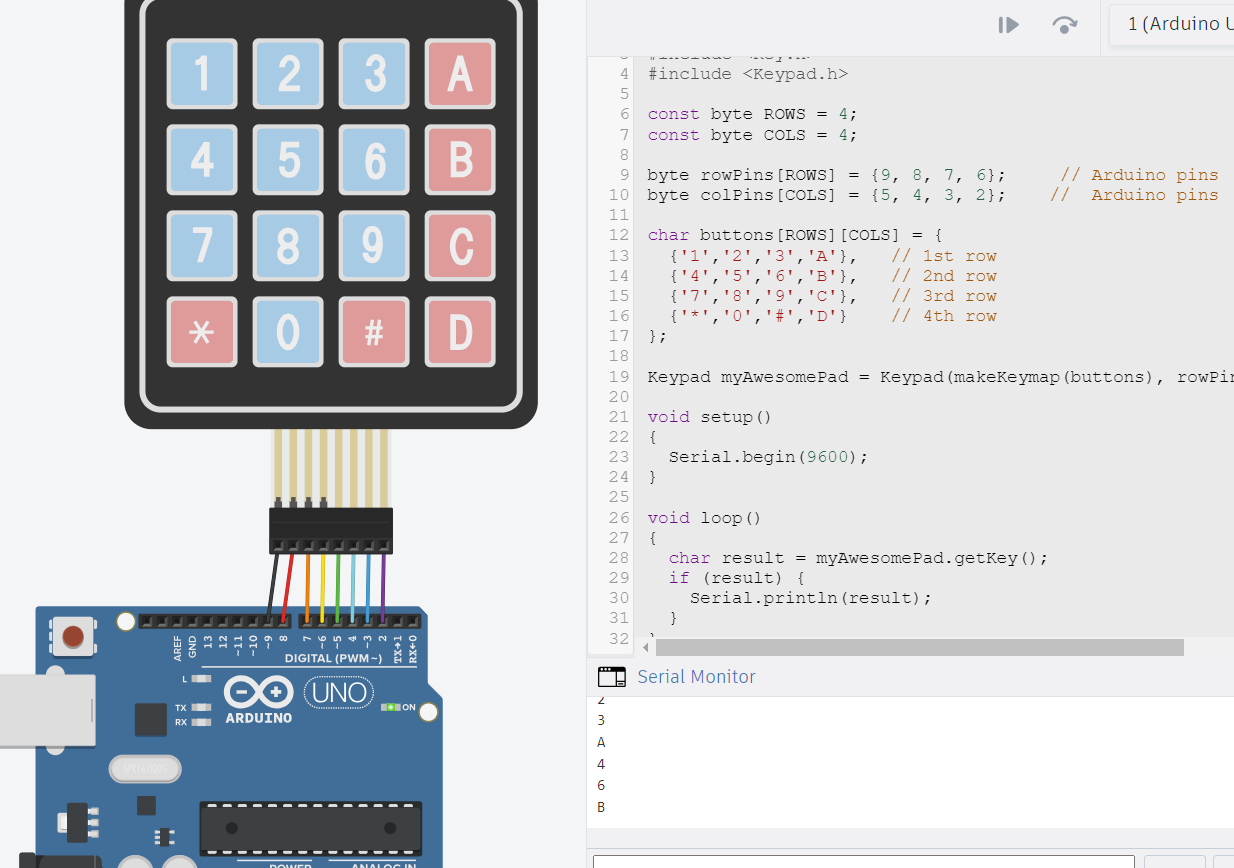 1 2 3 A
4 5 6 B
7 8 9 C
* 0 # D
AREF
GND
13
12
~11
~10
~9
8
7
~6
~5
4
~3
2
TX→1
RX←0
DIGITAL (PWM~)
L
TX
RX
ARDUINO
UNO
ON
POWER
ANALOG IN
1 (Arduino U
4 #include <Keypad.h>
5
6 const byte ROWS = 4;
7 const byte COLS = 4;
8
9 byte rowPins[ROWS] = {9, 8, 7, 6}; // Arduino pins
10 byte colPins[COLS] = {5, 4, 3, 2}; // Arduino pins
11
12 char buttons[ROWS][COLS] = {
13 {'1','2','3','A'}, // 1st row
14 {'4','5','6','B'}, // 2nd row
15 {'7','8','9','C'}, // 3rd row
16 {'*','0','#','D'} // 4th row
17 };
18
19 Keypad myAwesomePad = Keypad(makeKeymap(buttons), rowPin
20
21 void setup()
22 {
23 Serial.begin(9600);
24 }
25
26 void loop()
27 {
28 char result = myAwesomePad.getKey();
29 if (result) {
30 Serial.println(result);
31 }
32
Serial Monitor
2
3
A
4
6
B